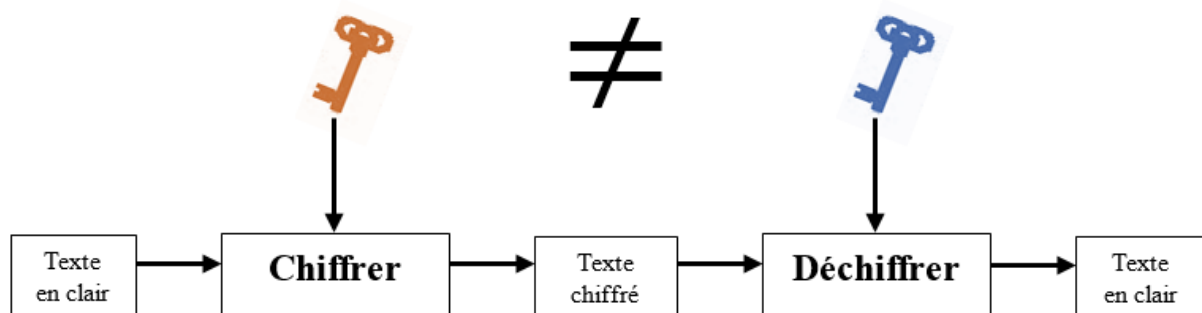 ≠
Texte
en clair
Chiffrer
Texte
chiffré
Déchiffrer
Texte
en clair